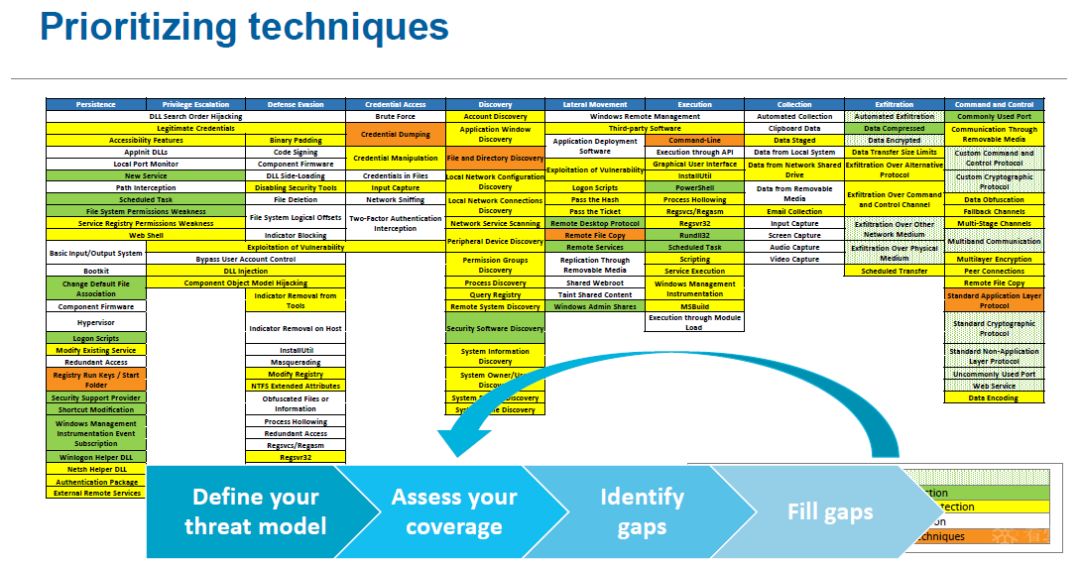 Prioritizing techniques
Persistence
Privilege Escalation
Defense Evasion
Credential Access
Discovery
Lateral Movement
Execution
Collection
Exfiltration
Command and Control
DLL Search Order Hijacking
Legitimate Credentials
Accessibility Features
AppInit DLLs
Local Port Monitor
New Service
Path Interception
Scheduled Task
File System Permissions Weakness
Service Registry Permissions Weakness
Web Shell
Basic Input/Output System
Bootkit
Change Default File
Association
Component Firmware
Hypervisor
Logon Scripts
Modify Existing Service
Redundant Access
Registry Run Keys / Start
Folder
Security Support Provider
Shortcut Modification
Windows Management
Instrumentation Event
Subscription
Winlogon Helper DLL
Netsh Helper DLL
Authentication Package
External Remote Services
Exploitation of Vulnerability
Bypass User Account Control
DLL Injection
Component Object Model Hijacking
Binary Padding
Code Signing
Component Firmware
DLL Side-Loading
Disabling Security Tools
File Deletion
File System Logical Offsets
Indicator Blocking
Indicator Removal from
Tools
Indicator Removal on Host
InstallUtil
Masquerading
Modify Registry
NTFS Extended Attributes
Obfuscated Files or
Information
Process Hollowing
Redundant Access
Regsvcs/Regasm
Regsvr32
Brute Force
Credential Dumping
Credential Manipulation
Credentials in Files
Input Capture
Network Sniffing
Two-Factor Authentication
Interception
Account Discovery
Application Window
Discovery
File and Directory Discovery
Local Network Configuration
Discovery
Local Network Connections
Discovery
Network Service Scanning
Peripheral Device Discovery
Permission Groups
Discovery
Process Discovery
Query Registry
Remote System Discovery
Security Software Discovery
System Information
Discovery
System Owner/Us
Discov
System Discovery
Sys Discovery
Windows Remote Management
Third-party Software
Application Deployment
Software
Exploitation of Vulnerability
Logon Scripts
Pass the Hash
Pass the Ticket
Remote Desktop Protocol
Remote File Copy
Remote Services
Replication Through
Removable Media
Shared Webroot
Taint Shared Content
Windows Admin Shares
Command-Line
Execution through API
Graphical User Interface
InstallUtil
PowerShell
Process Hollowing
Regsvcs/Regasm
Regsvr32
Rundll32
Scheduled Task
Scripting
Service Execution
Windows Management
Instrumentation
MSBuild
Execution through Module
Load
Automated Collection
Clipboard Data
Data Staged
Data from Local System
Data from Network Shared
Drive
Data from Removable
Media
Email Collection
Input Capture
Screen Capture
Audio Capture
Video Capture
Automated Exfiltration
Data Compressed
Data Encrypted
Data Transfer Size Limits
Exfiltration Over Alternative
Protocol
Exfiltration Over Command
and Control Channel
Exfiltration Over Other
Network Medium
Exfiltration Over Physical
Medium
Scheduled Transfer
Commonly Used Port
Communication Through
Removable Media
Custom Command and
Control Protocol
Custom Cryptographic
Protocol
Data Obfuscation
Fallback Channels
Multi-Stage Channels
Multiband Communication
Multilayer Encryption
Peer Connections
Remote File Copy
Standard Application Layer
Protocol
Standard Cryptographic
Protocol
Standard Non-Application
Layer Protocol
Uncommonly Used Port
Web Service
Data Encoding
Define your
threat model
Assess your
coverage
Identify
gaps
Fill gaps
ction
tection
on
chniques